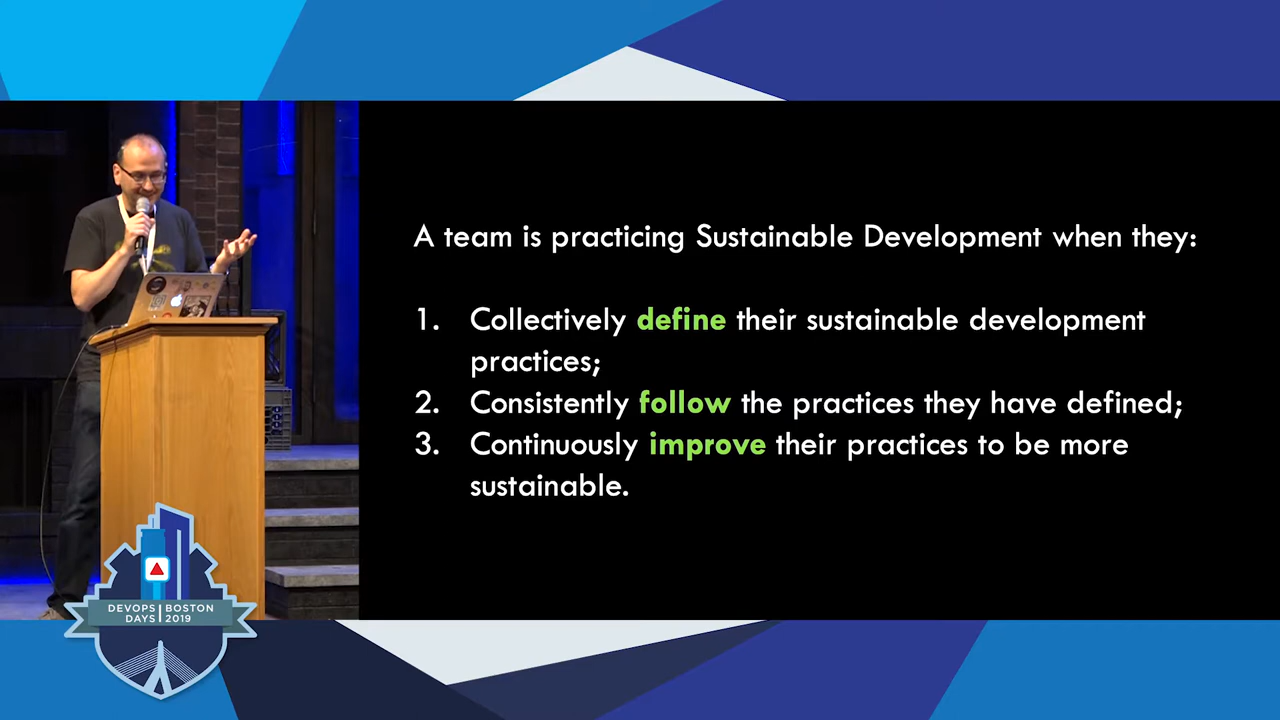 A team is practicing Sustainable Development when they:
1. Collectively define their sustainable development
practices;
2. Consistently follow the practices they have defined;
3. Continuously improve their practices to be more
sustainable.
DEVOPS BOSTON
DAYS 2019